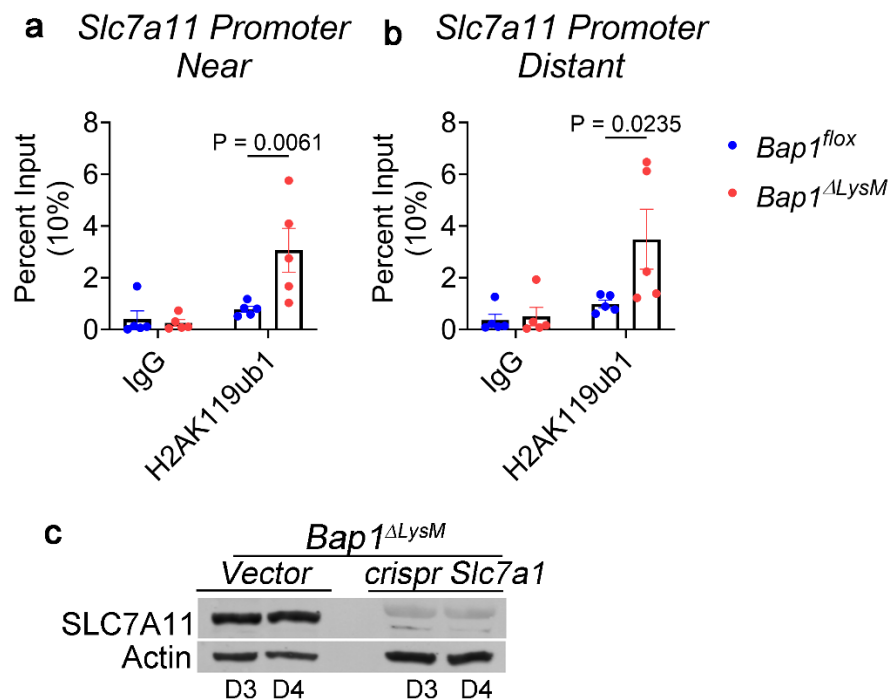 a Slc7a11 Promoter
Near
Percent Input
(10%)
8
6
4
2
0
P = 0.0061
IgG
H2AK119ub1
b Slc7a11 Promoter
Distant
Percent Input
(10%)
8
6
4
2
0
P = 0.0235
IgG
H2AK119ub1
Bap1flox
Bap1ΔLysM
c
Bap1ΔLysM
Vector crispr Slc7a1
SLC7A11
Actin
D3 D4 D3 D4